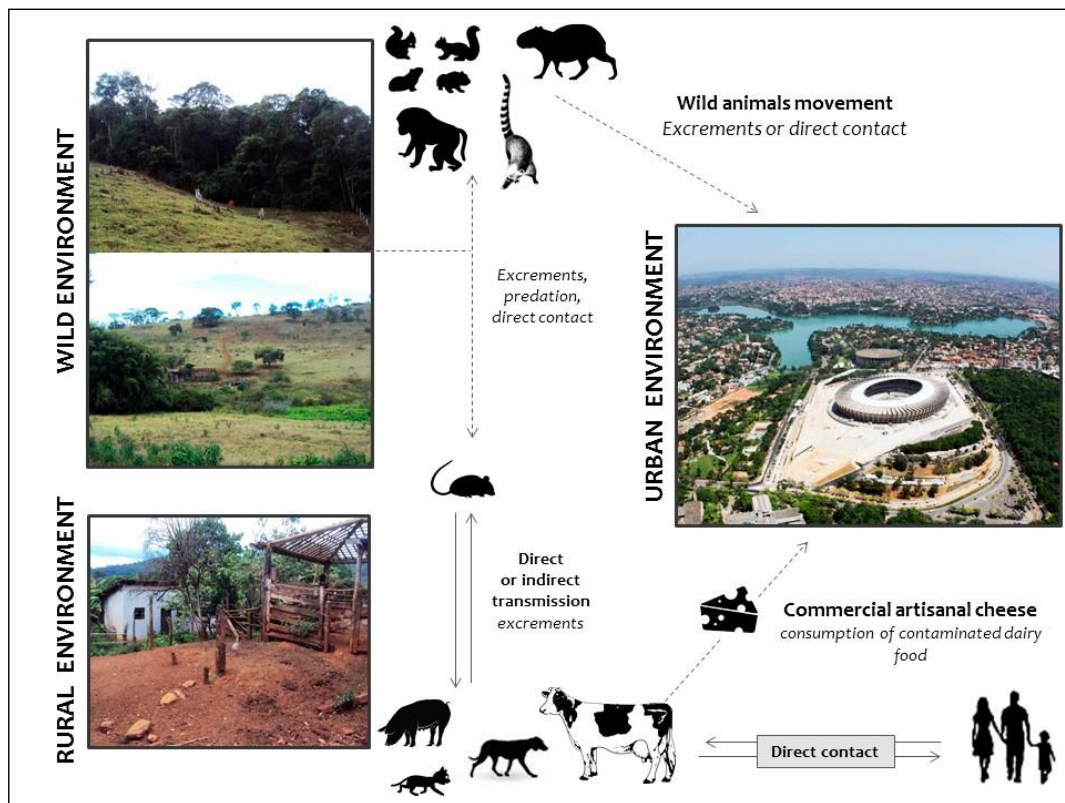 WILD ENVIRONMENT
Wild animals movement
Excrements or direct contact
Excrements,
predation,
direct contact
URBAN ENVIRONMENT
RURAL ENVIRONMENT
Direct
or indirect
transmission
excrements
Commercial artisanal cheese
consumption of contaminated dairy
food
Direct contact